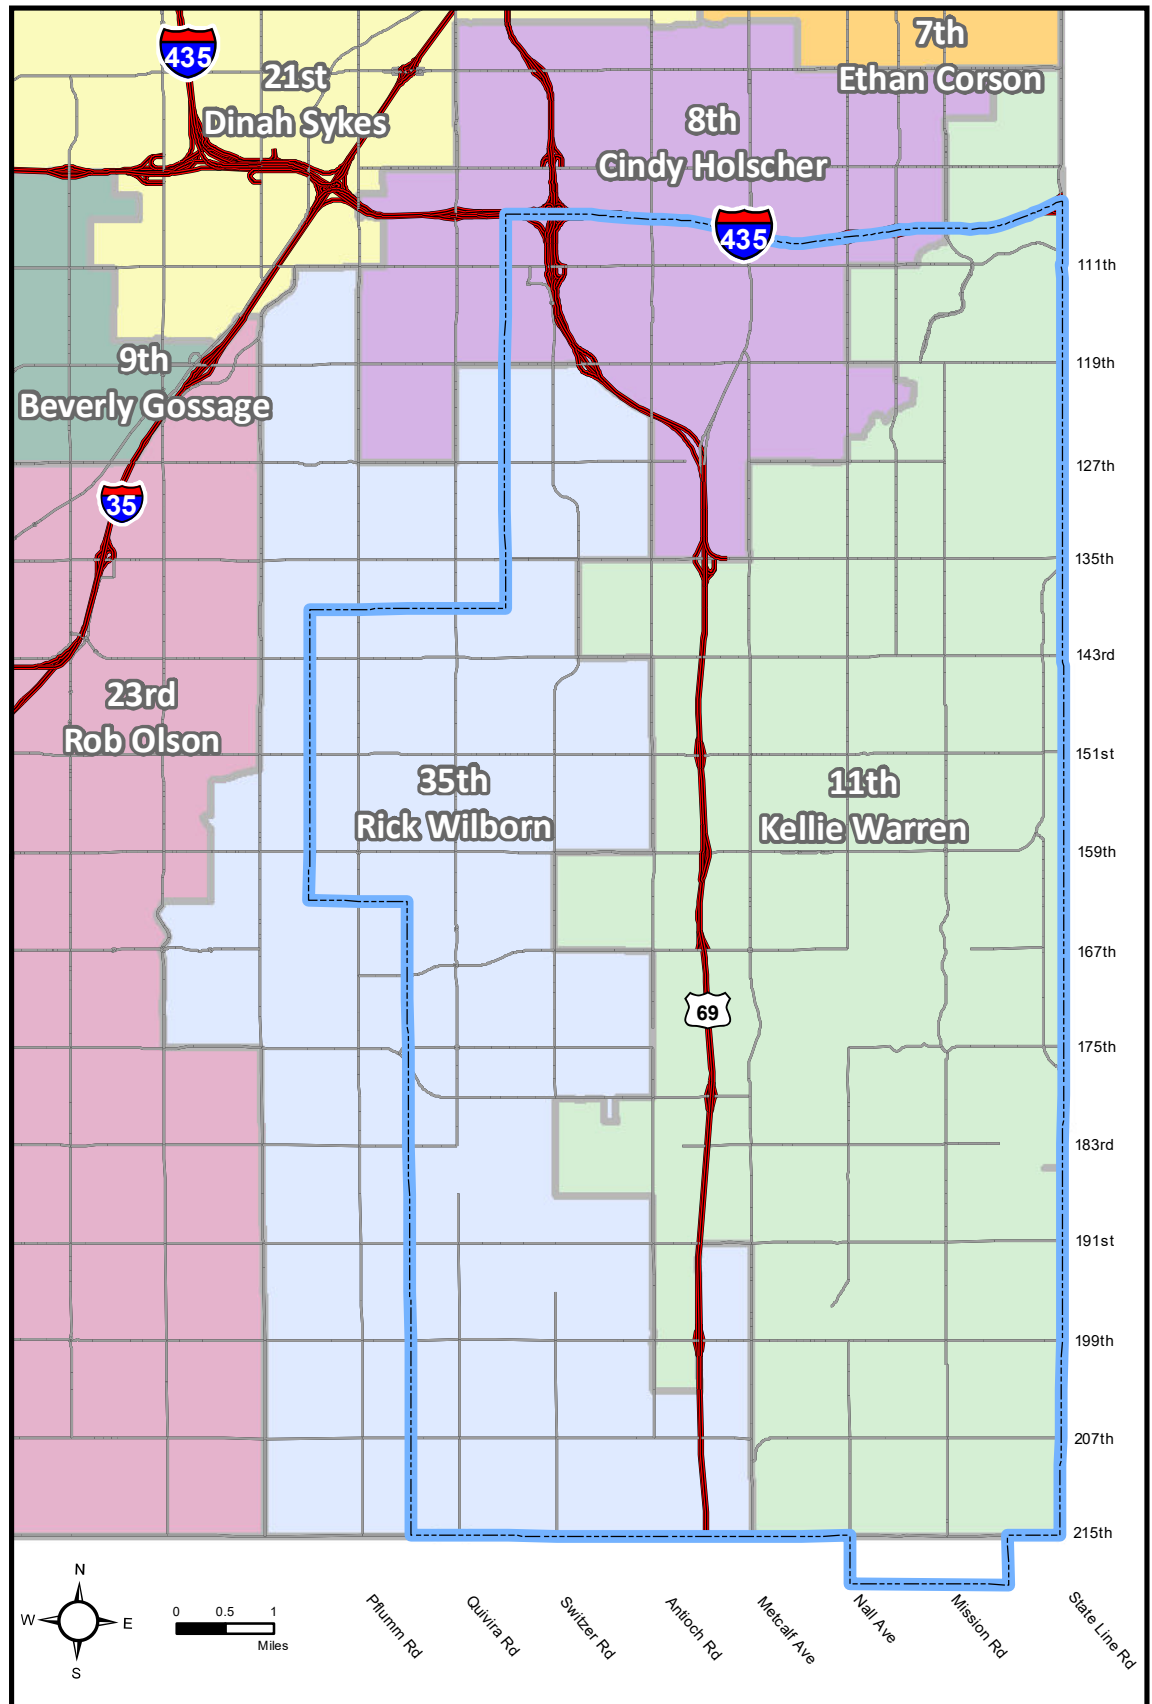 435
7th
21st
Ethan Corson
8th
Dinah Sykes
Cindy Holscher
435
111th
9th
119th
Beverly Gossage
127th
35
135th
143rd
23rd
Rob Olson
151st
35th
11th
Rick Wilborn
Kellie Warren
159th
167th
69
175th
183rd
191st
199th
207th
215th
N
W
E
S
0 0.5 1
Miles
Pflumm Rd
Quivira Rd
Switzer Rd
Antioch Rd
Metcalf Ave
Nall Ave
Mission Rd
State Line Rd